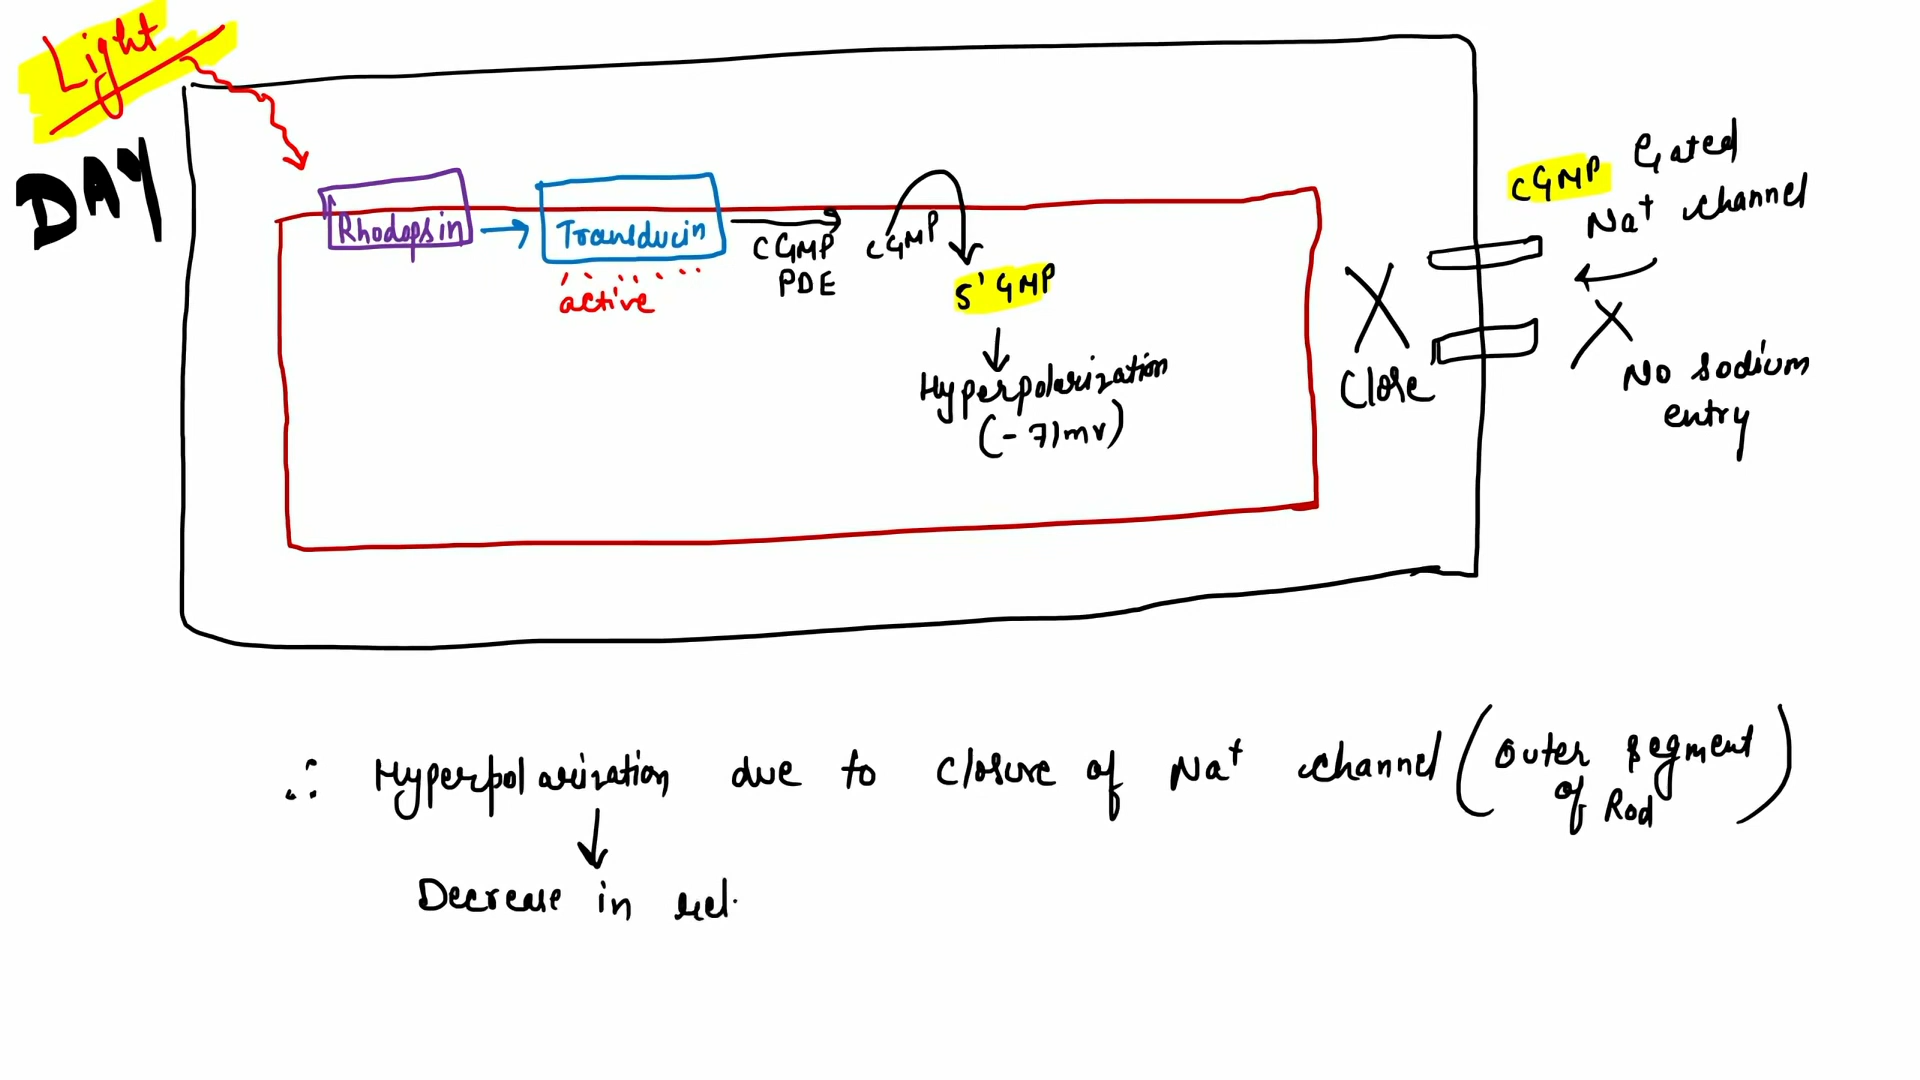 Light
DAY
Rhodopsin
Transducin
active
cGMP
PDE
cGMP
5' GMP
Hyperpolarization
(-71mv)
Close
cGMP Gated
Na+ channel
No sodium
entry
∴ Hyperpolarization due to closure of Na+ channel (outer segment
of Rod)
Decrease in rel.